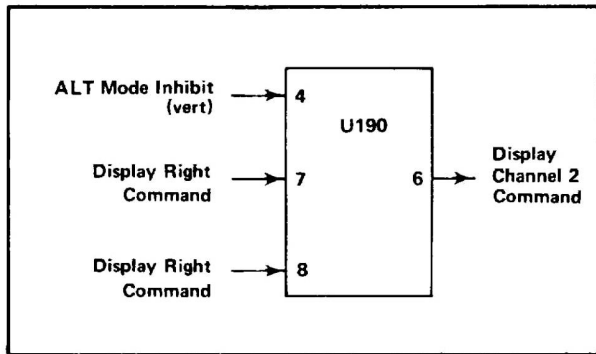 ALT Mode Inhibit
(vert)
4
U190
Display Right
Command
7
6
Display
Channel 2
Command
Display Right
Command
8